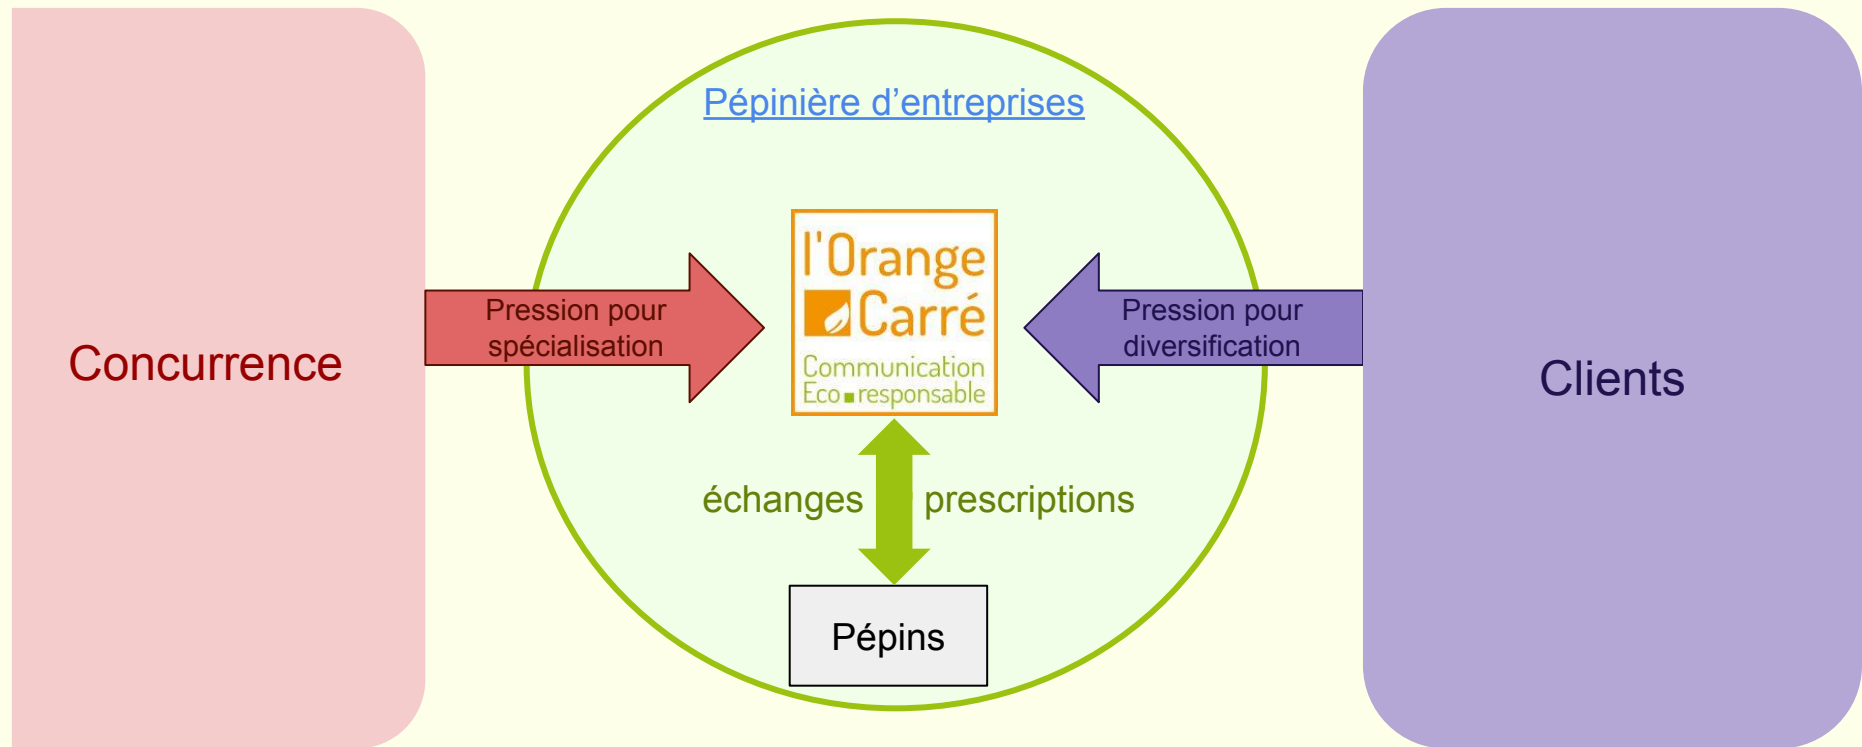 Pépinière d'entreprises
l'Orange
Carré
Communication
Eco responsable
Concurrence
Pression pour
spécialisation
Pression pour
diversification
Clients
échanges prescriptions
Pépins